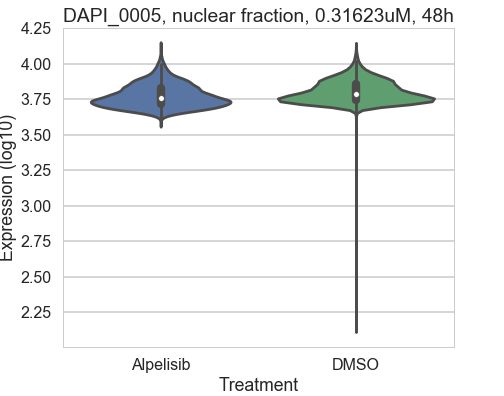 DAPI_0005, nuclear fraction, 0.31623uM, 48h
4.25
4.00
3.75
3.50
3.25
3.00
2.75
2.50
2.25
Expression (log10)
Alpelisib DMSO
Treatment